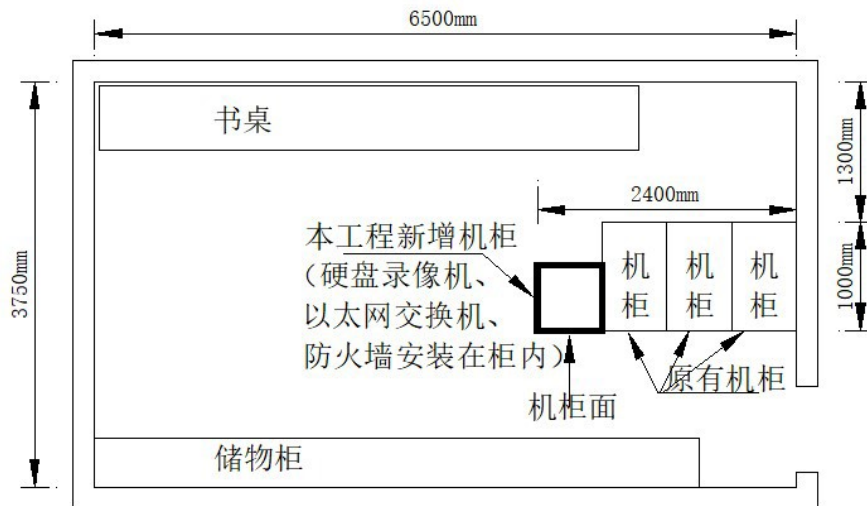 6500mm
书桌
1300mm
2400mm
本工程新增机柜
（硬盘录像机、
以太网交换机、
防火墙安装在柜内）
机柜
机柜
机柜
1000mm
3750mm
原有机柜
机柜面
储物柜